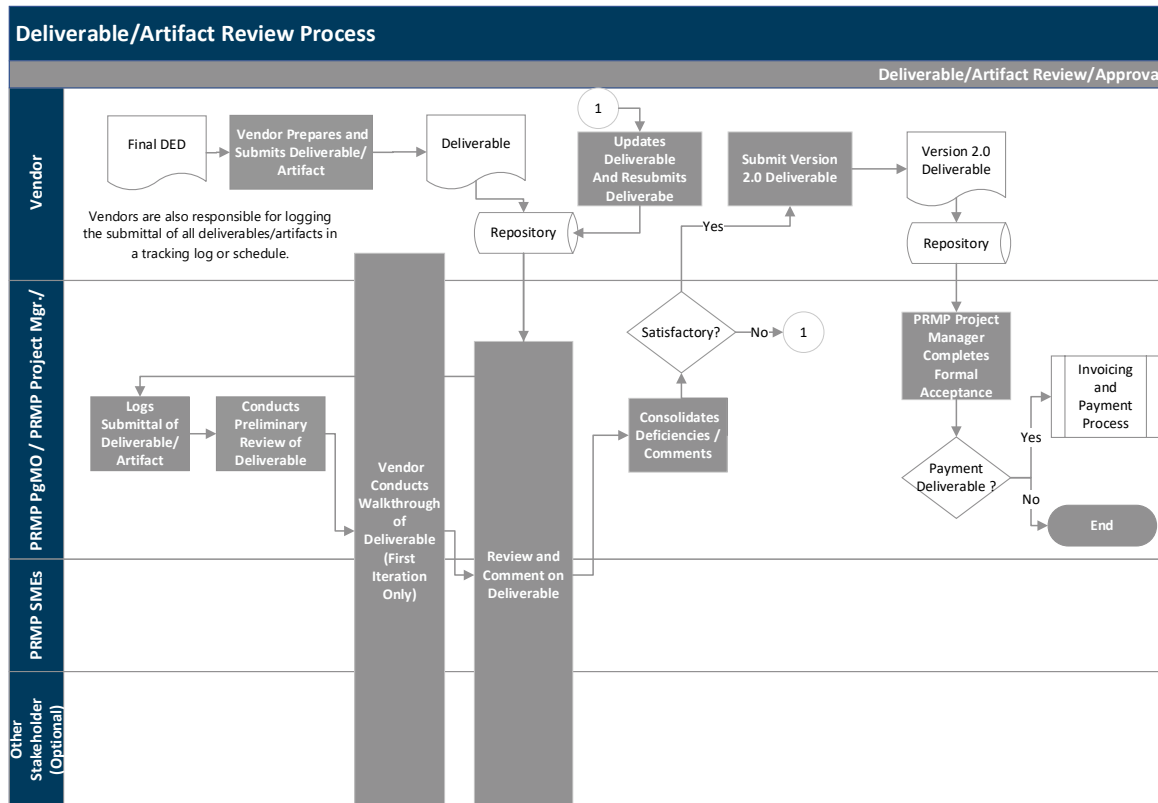 Deliverable/Artifact Review Process
Deliverable/Artifact Review/Approva
Vendor
Final DED
Vendor Prepares and
Submits Deliverable/
Artifact
Deliverable
1
Updates
Deliverable
And Resubmits
Deliverabe
Submit Version
2.0 Deliverable
Version 2.0
Deliverable
Vendors are also responsible for logging
the submittal of all deliverables/artifacts in
a tracking log or schedule.
Repository
Yes
Repository
PRMP PgMO / PRMP Project Mgr./
Satisfactory?
No
1
PRMP Project
Manager
Completes
Formal
Acceptance
Invoicing
and
Payment
Process
Logs
Submittal of
Deliverable/
Artifact
Conducts
Preliminary
Review of
Deliverable
Consolidates
Deficiencies /
Comments
Yes
Payment
Deliverable ?
No
End
Vendor
Conducts
Walkthrough
of
Deliverable
(First
Iteration
Only)
Review and
Comment on
Deliverable
PRMP SMEs
Other
Stakeholder
(Optional)